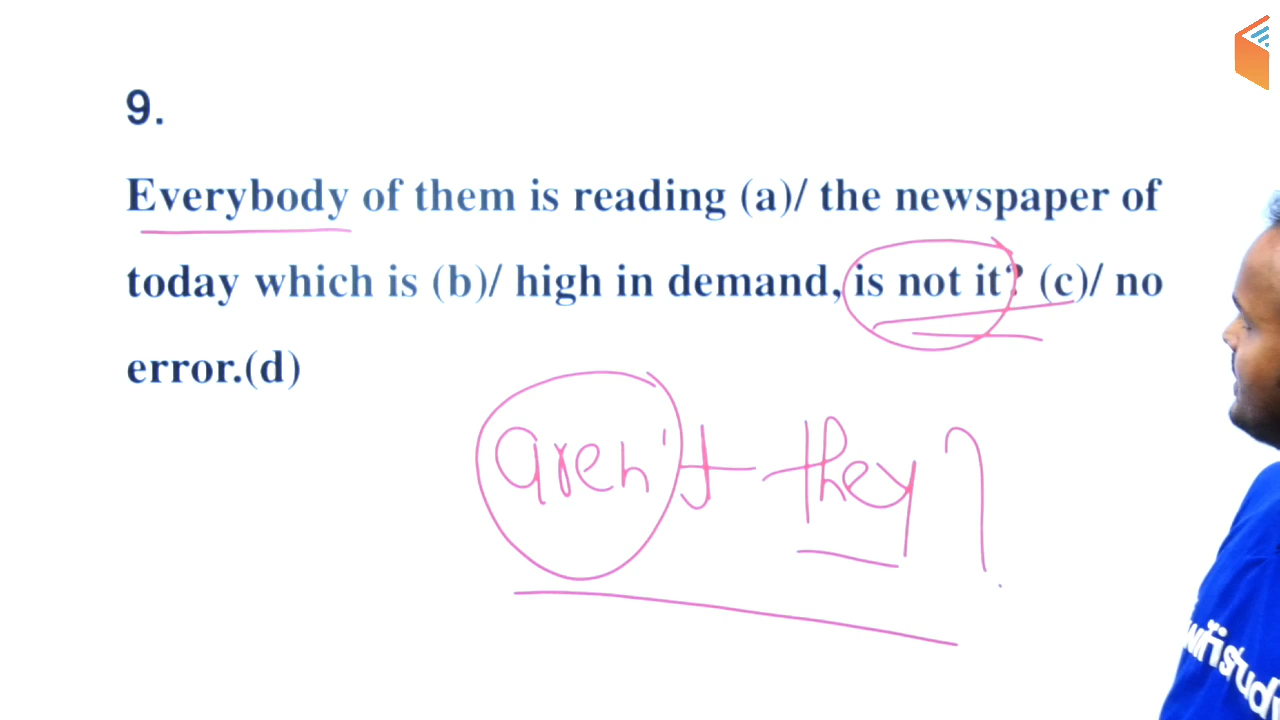 9.
Everybody of them is reading (a)/ the newspaper of
today which is (b)/ high in demand, is not it? (c)/ no
error.(d)
aren't they?